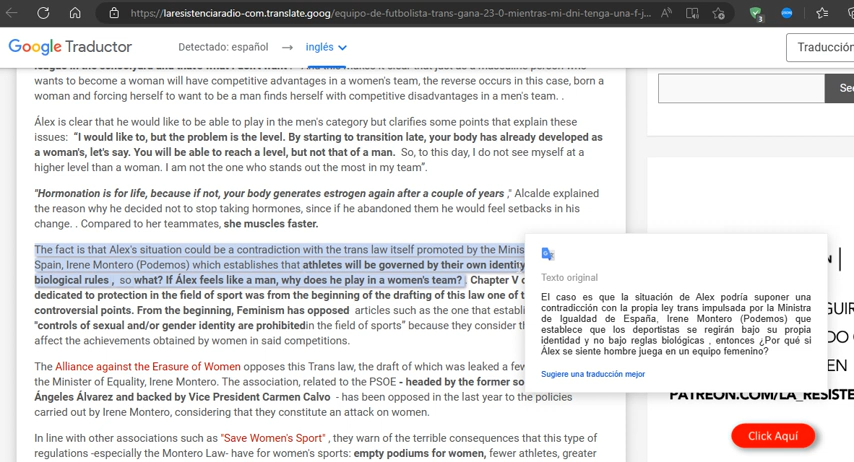 https://laresistenciaradio-com.translate.goog/equipo-de-futbolista-trans-gana-23-0-mientras-mi-dni-tenga-una-f-j...
3
Google Traductor
Detectado: español → inglés
Traducción
wants to become a woman will have competitive advantages in a women's team, the reverse occurs in this case, born a
woman and forcing herself to want to be a man finds herself with competitive disadvantages in a men's team. .
Álex is clear that he would like to be able to play in the men's category but clarifies some points that explain these
issues: “I would like to, but the problem is the level. By starting to transition late, your body has already developed as
a woman's, let's say. You will be able to reach a level, but not that of a man. So, to this day, I do not see myself at a
higher level than a woman. I am not the one who stands out the most in my team”.
"Hormonation is for life, because if not, your body generates estrogen again after a couple of years ," Alcalde explained
the reason why he decided not to stop taking hormones, since if he abandoned them he would feel setbacks in his
change. . Compared to her teammates, she muscles faster.
The fact is that Alex's situation could be a contradiction with the trans law itself promoted by the Minis
Spain, Irene Montero (Podemos) which establishes that athletes will be governed by their own identity
biological rules , so what? If Álex feels like a man, why does he play in a women's team? . Chapter V
dedicated to protection in the field of sport was from the beginning of the drafting of this law one of t
controversial points. From the beginning, Feminism has opposed articles such as the one that establi
"controls of sexual and/or gender identity are prohibitedin the field of sports” because they consider th
affect the achievements obtained by women in said competitions.
The Alliance against the Erasure of Women opposes this Trans law, the draft of which was leaked a few
the Minister of Equality, Irene Montero. The association, related to the PSOE - headed by the former so
Ángeles Álvarez and backed by Vice President Carmen Calvo - has been opposed in the last year to the policies
carried out by Irene Montero, considering that they constitute an attack on women.
In line with other associations such as "Save Women's Sport" , they warn of the terrible consequences that this type of
regulations -especially the Montero Law- have for women's sports: empty podiums for women, fewer athletes, greater
Texto original
El caso es que la situación de Alex podría suponer una
contradicción con la propia ley trans impulsada por la Ministra
de Igualdad de España, Irene Montero (Podemos) que
establece que los deportistas se regirán bajo su propia
identidad y no bajo reglas biológicas , entonces ¿Por qué si
Álex se siente hombre juega en un equipo femenino?
Sugiere una traducción mejor
Se
N |
GUIR
DO
EN
PATREON.COM/LA_RESISTE
Click Aquí